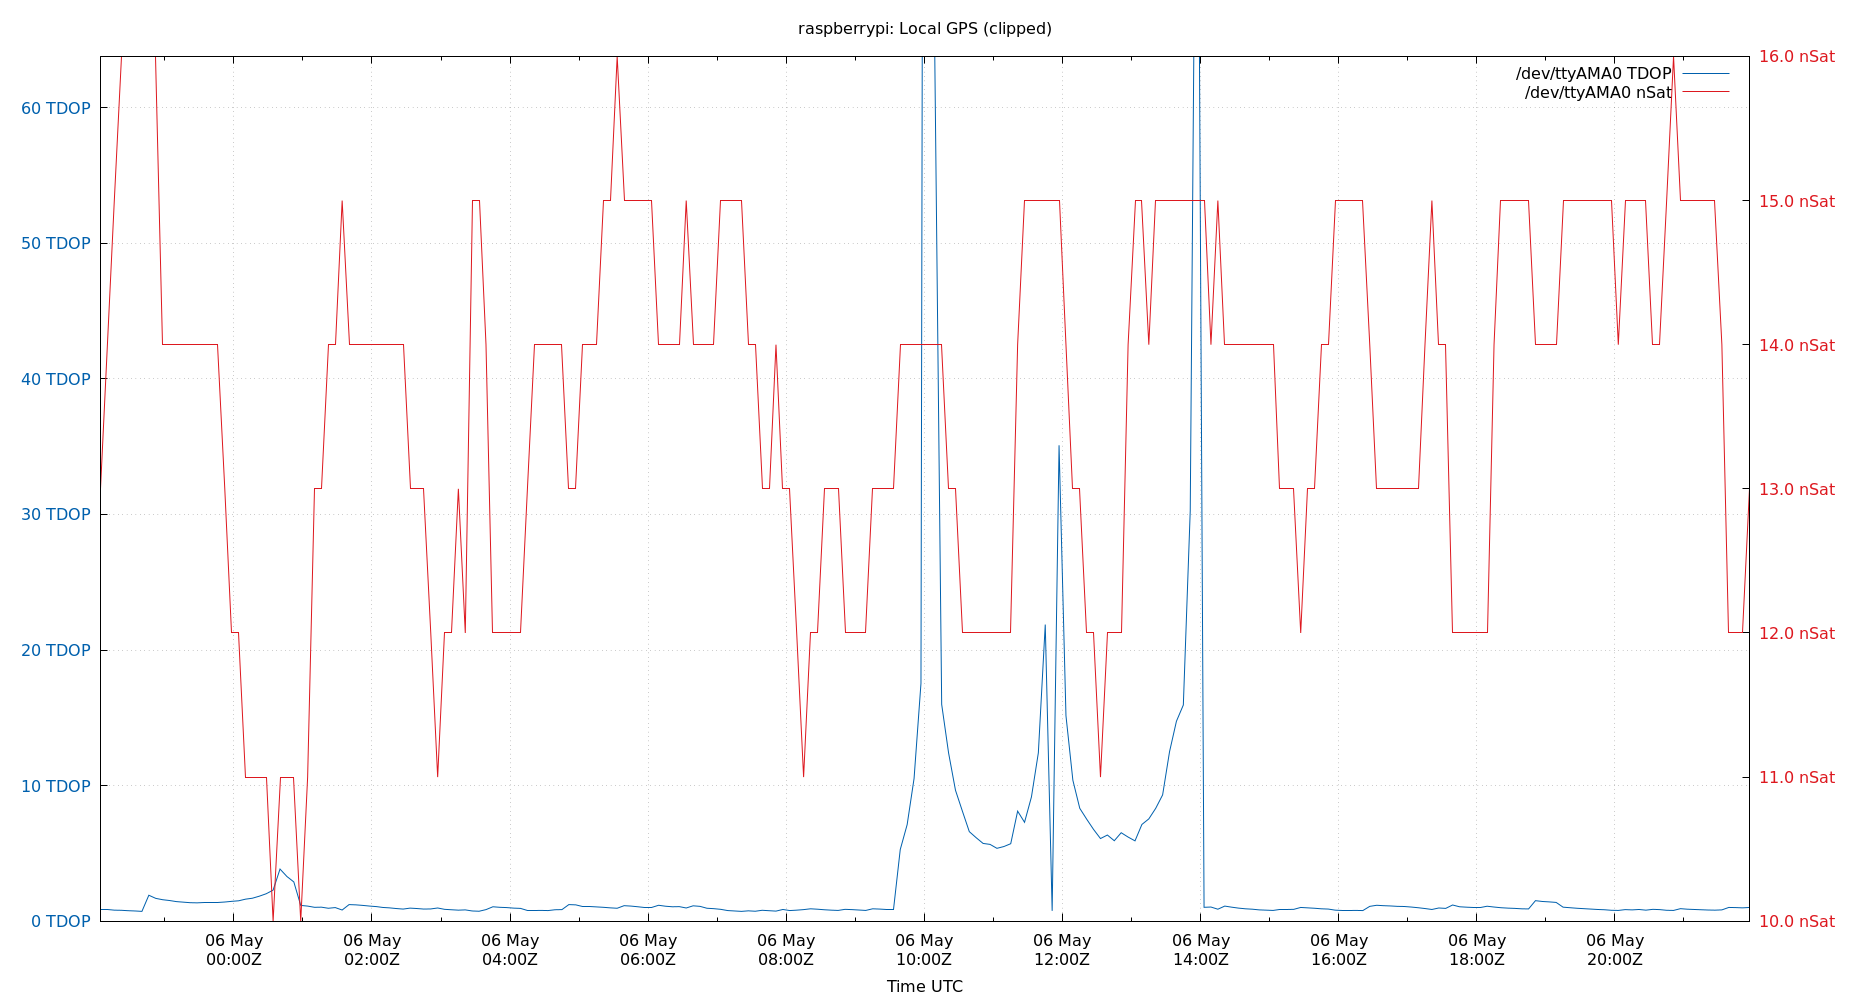 raspberrypi: Local GPS (clipped)
/dev/ttyAMA0 TDOP
/dev/ttyAMA0 nSat
60 TDOP
50 TDOP
40 TDOP
30 TDOP
20 TDOP
10 TDOP
0 TDOP
16.0 nSat
15.0 nSat
14.0 nSat
13.0 nSat
12.0 nSat
11.0 nSat
10.0 nSat
06 May
00:00Z
06 May
02:00Z
06 May
04:00Z
06 May
06:00Z
06 May
08:00Z
06 May
10:00Z
06 May
12:00Z
06 May
14:00Z
06 May
16:00Z
06 May
18:00Z
06 May
20:00Z
Time UTC